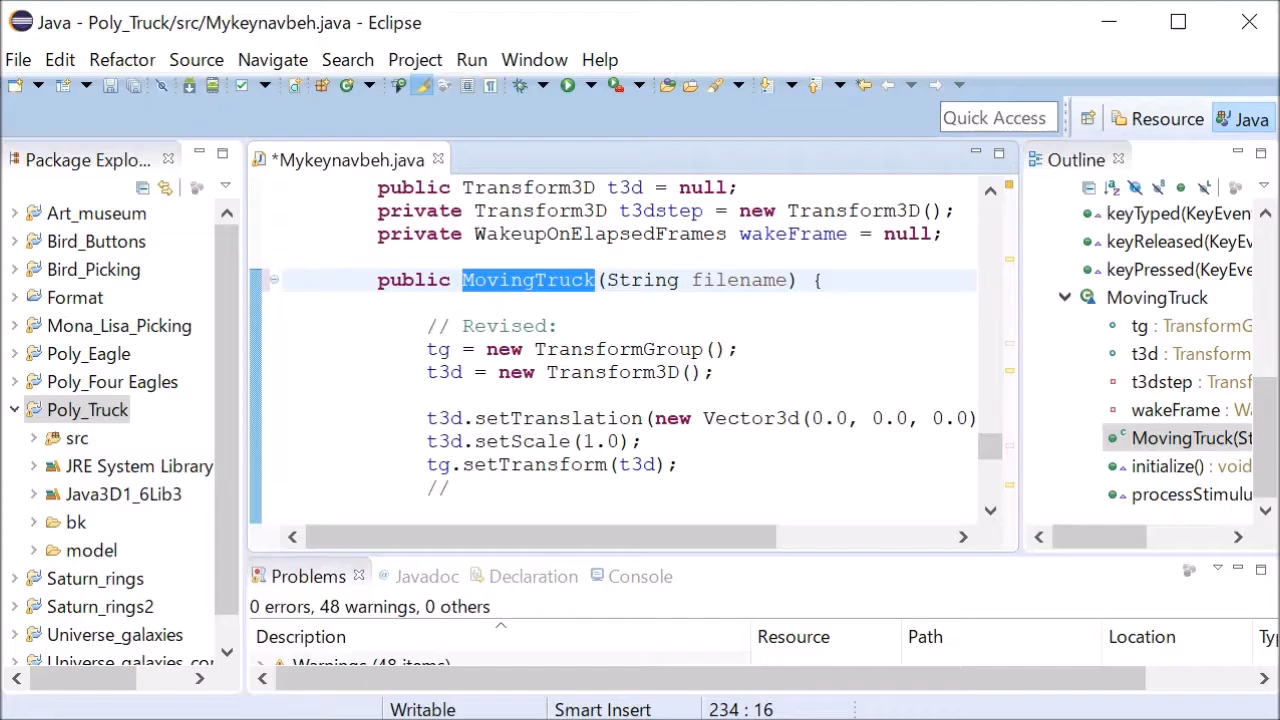 Java - Poly_Truck/src/Mykeynavbeh.java - Eclipse
File Edit Refactor Source Navigate Search Project Run Window Help
Quick Access
Resource
Java
Package Explo...
*Mykeynavbeh.java
Outline
Art_museum
Bird_Buttons
Bird_Picking
Format
Mona_Lisa_Picking
Poly_Eagle
Poly_Four Eagles
Poly_Truck
src
JRE System Library
Java3D1_6Lib3
bk
model
Saturn_rings
Saturn_rings2
Universe_galaxies
Universe_galaxies_co
public Transform3D t3d = null;
private Transform3D t3dstep = new Transform3D();
private WakeupOnElapsedFrames wakeFrame = null;
public MovingTruck(String filename) {
// Revised:
tg = new TransformGroup();
t3d = new Transform3D();
t3d.setTranslation(new Vector3d(0.0, 0.0, 0.0)
t3d.setScale(1.0);
tg.setTransform(t3d);
//
keyTyped(KeyEven
keyReleased(KeyEv
keyPressed(KeyEve
MovingTruck
tg : TransformG
t3d : Transform
t3dstep : Transf
wakeFrame : Wa
MovingTruck(St
initialize() : void
processStimulu
Problems
@ Javadoc
Declaration
Console
0 errors, 48 warnings, 0 others
Description Resource Path Location Ty
Warnings (48 items)
Writable Smart Insert 234 : 16